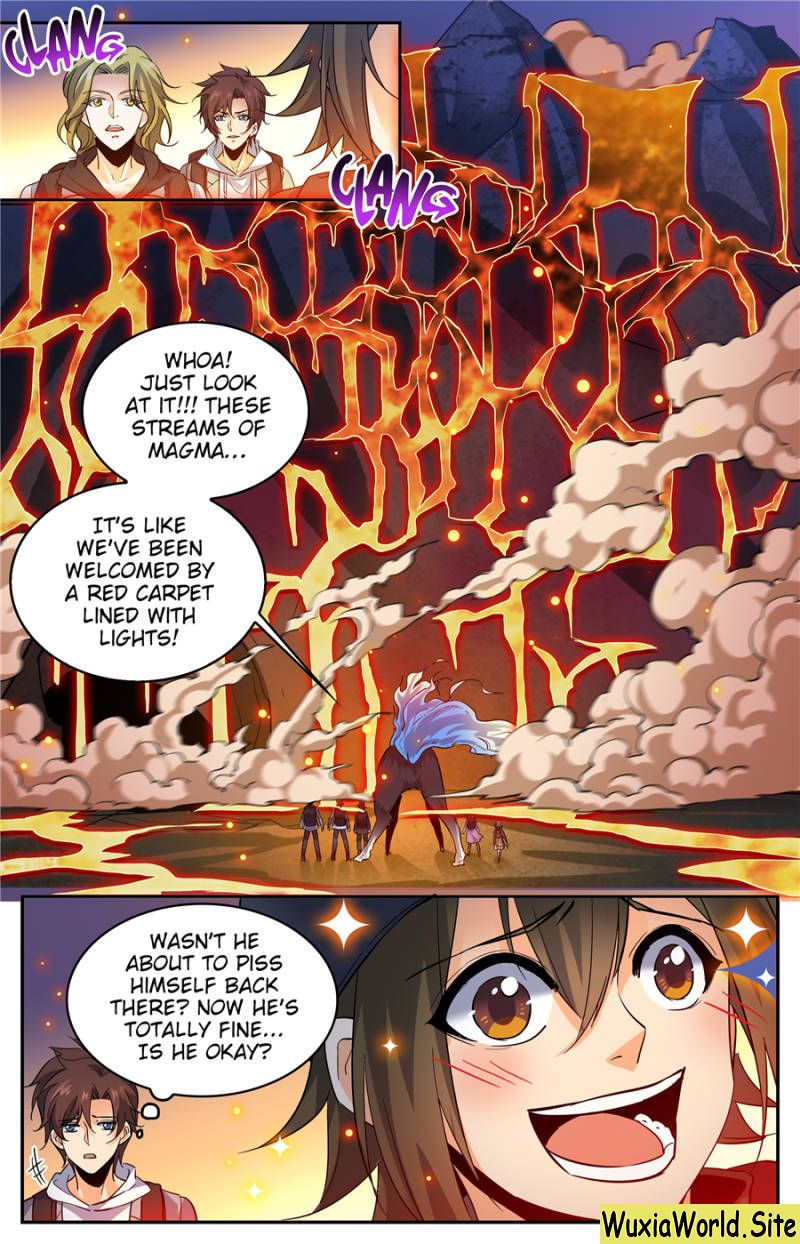 CLANG
CLANG
WHOA!
JUST LOOK
AT IT!!! THESE
STREAMS OF
MAGMA...
IT'S LIKE
WE'VE BEEN
WELCOMED BY
A RED CARPET
LINED WITH
LIGHTS!
WASN'T HE
ABOUT TO PISS
HIMSELF BACK
THERE? NOW HE'S
TOTALLY FINE...
IS HE OKAY?
WuxiaWorld.Site